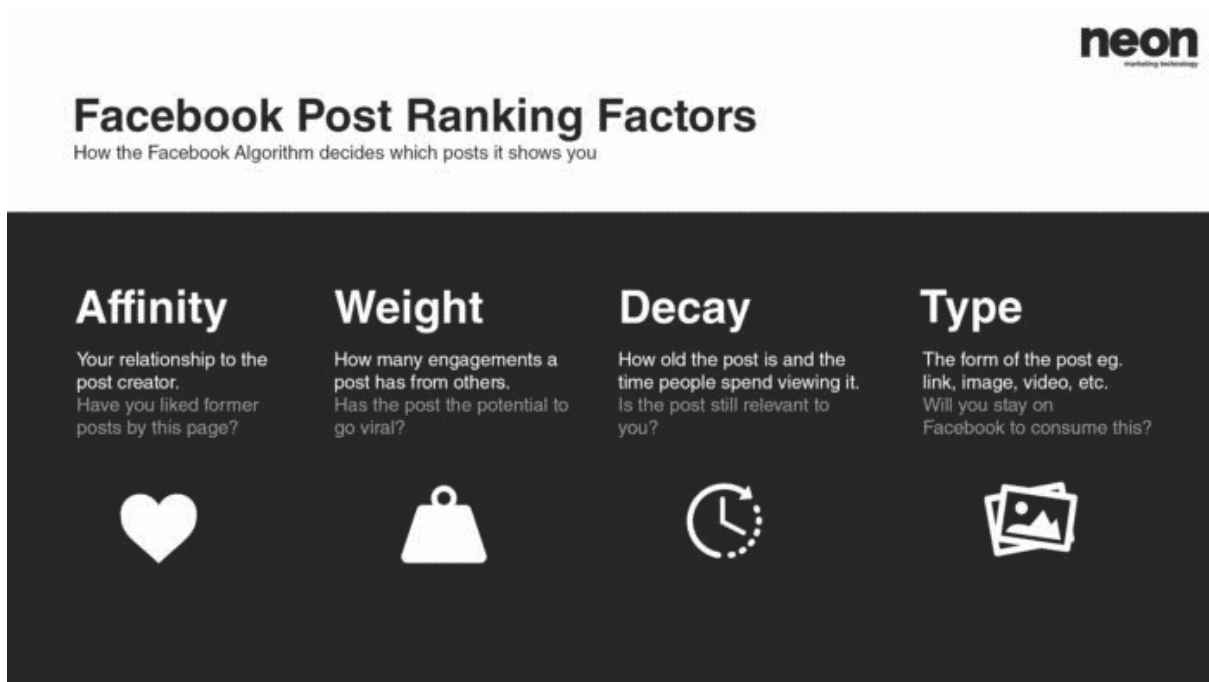 neon
marketing technology
Facebook Post Ranking Factors
How the Facebook Algorithm decides which posts it shows you
Affinity
Your relationship to the
post creator.
Have you liked former
posts by this page?
Weight
How many engagements a
post has from others.
Has the post the potential to
go viral?
Decay
How old the post is and the
time people spend viewing it.
Is the post still relevant to
you?
Type
The form of the post eg.
link, image, video, etc.
Will you stay on
Facebook to consume this?